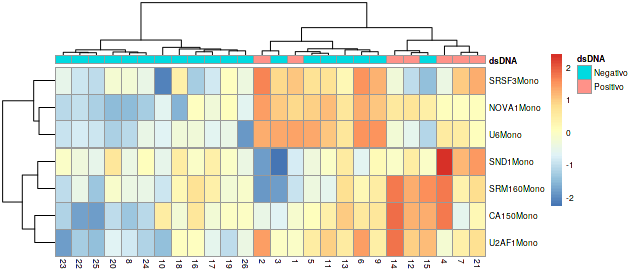 dsDNA
dsDNA
Negativo
Positivo
SRSF3Mono
NOVA1Mono
U6Mono
SND1Mono
SRM160Mono
CA150Mono
U2AF1Mono
2
1
0
-1
-2
23 22 25 20 8 24 10 18 16 17 19 26 2 3 1 5 11 13 6 9 14 12 15 4 7 21